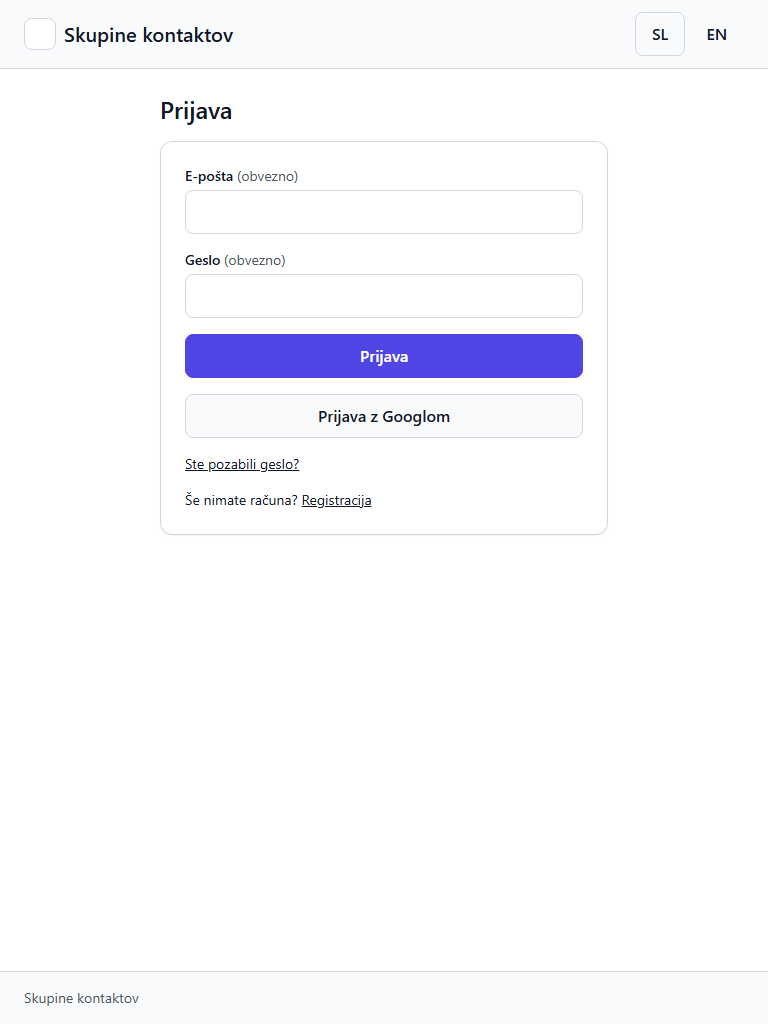 Skupine kontaktov
SL
EN
Prijava
E-pošta (obvezno)
Geslo (obvezno)
Prijava
Prijava z Googlom
Ste pozabili geslo?
Še nimate računa? Registracija
Skupine kontaktov